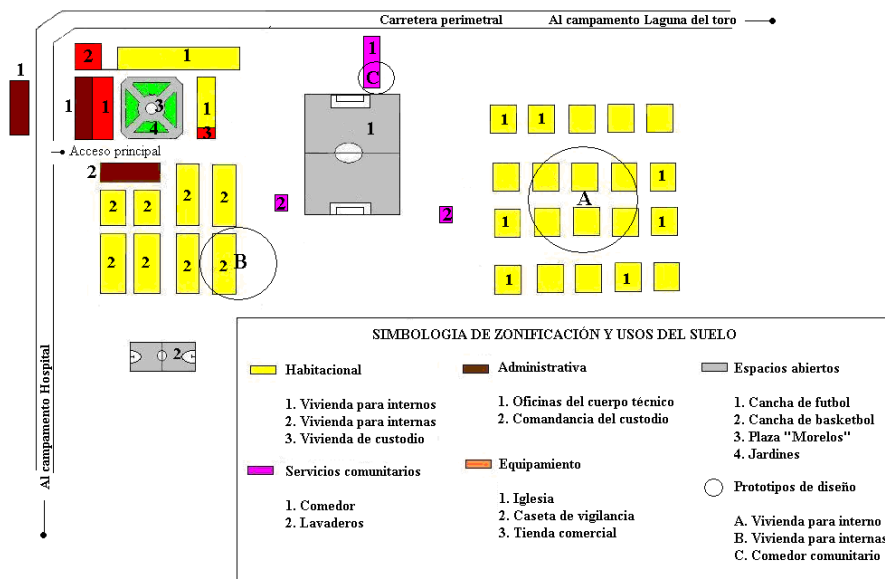 Carretera perimetral Al campamento Laguna del toro
2 1 1
1 C
1 1 1 3 1 1 1 1
4 3
Acceso principal
2 1
2 2 2 2 2 2 A 1
2 2 2 2 B
1 1
2
Al campamento Hospital
SIMBOLOGIA DE ZONIFICACIÓN Y USOS DEL SUELO
Habitacional
1. Vivienda para internos
2. Vivienda para internas
3. Vivienda de custodio
Servicios comunitarios
1. Comedor
2. Lavaderos
Administrativa
1. Oficinas del cuerpo técnico
2. Comandancia del custodio
Equipamiento
1. Iglesia
2. Caseta de vigilancia
3. Tienda comercial
Espacios abiertos
1. Cancha de futbol
2. Cancha de basketbol
3. Plaza "Morelos"
4. Jardines
Prototipos de diseño
A. Vivienda para interno
B. Vivienda para internas
C. Comedor comunitario